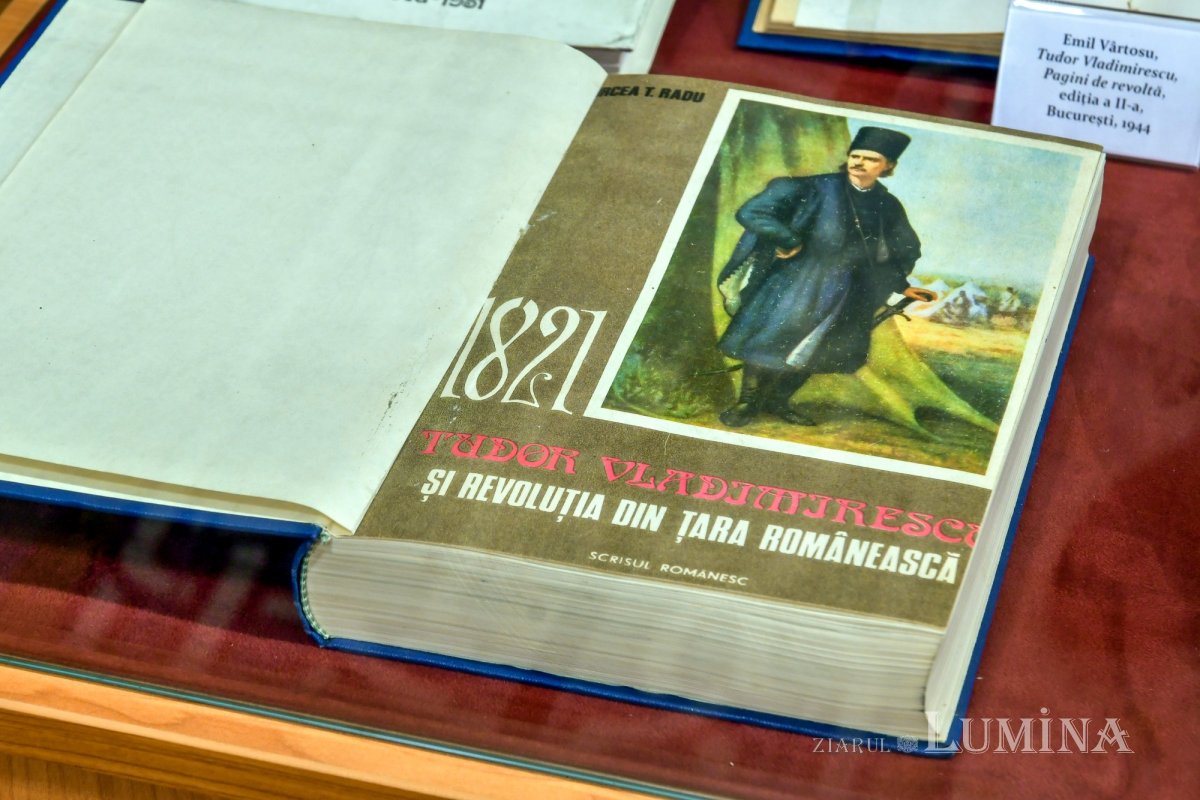 1981
Emil Vârtosu,
Tudor Vladimirescu,
Pagini de revoltă,
ediția a II-a,
București, 1944
RCEA T. RADU
1821
TUDOR VLADIMIRESCU
ȘI REVOLUȚIA DIN ȚARA ROMÂNEASCĂ
SCRISUL ROMÂNESC
ZIARUL LUMINA